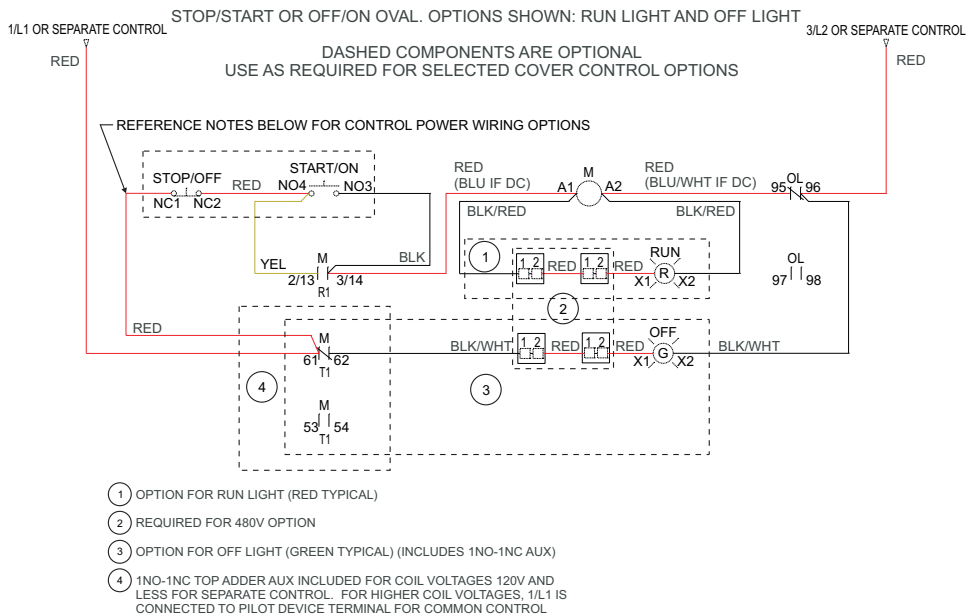 STOP/START OR OFF/ON OVAL. OPTIONS SHOWN: RUN LIGHT AND OFF LIGHT
1/L1 OR SEPARATE CONTROL
3/L2 OR SEPARATE CONTROL
RED
DASHED COMPONENTS ARE OPTIONAL
USE AS REQUIRED FOR SELECTED COVER CONTROL OPTIONS
RED
REFERENCE NOTES BELOW FOR CONTROL POWER WIRING OPTIONS
STOP/OFF
NC1 NC2
RED
START/ON
NO4 NO3
RED
(BLU IF DC)
A1 M A2
RED
(BLU/WHT IF DC)
OL
95 96
BLK/RED
BLK/RED
YEL
M
2/13 3/14
R1
BLK
1
1 2
RED
1 2
RED
RUN
R
X1 X2
OL
97 98
2
RED
M
61 62
T1
BLK/WHT
1 2
RED
1 2
RED
OFF
G
X1 X2
BLK/WHT
4
3
M
53 54
T1
1 OPTION FOR RUN LIGHT (RED TYPICAL)
2 REQUIRED FOR 480V OPTION
3 OPTION FOR OFF LIGHT (GREEN TYPICAL) (INCLUDES 1NO-1NC AUX)
4 1NO-1NC TOP ADDER AUX INCLUDED FOR COIL VOLTAGES 120V AND
LESS FOR SEPARATE CONTROL. FOR HIGHER COIL VOLTAGES, 1/L1 IS
CONNECTED TO PILOT DEVICE TERMINAL FOR COMMON CONTROL